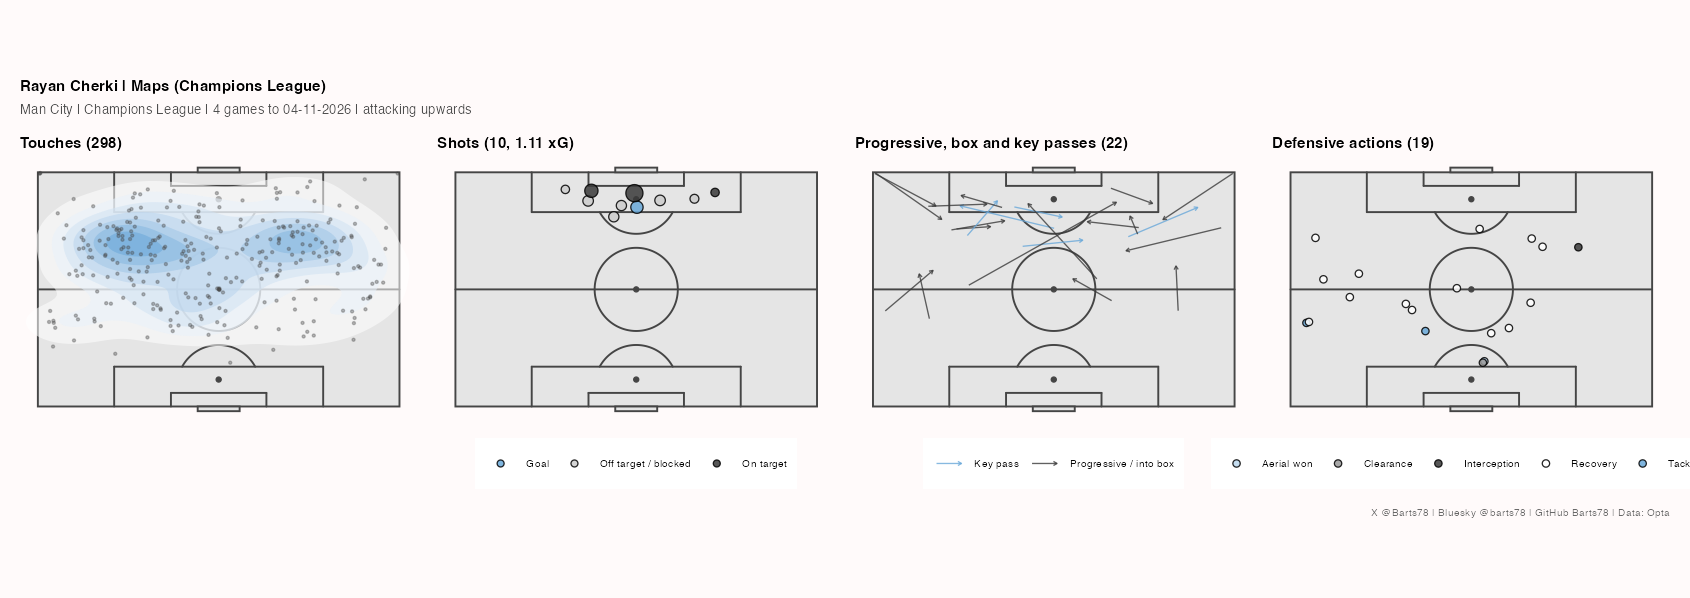 Rayan Cherki | Maps (Champions League)
Man City | Champions League | 4 games to 04-11-2026 | attacking upwards
Touches (298)
Shots (10, 1.11 xG)
Progressive, box and key passes (22)
Defensive actions (19)
Goal
Off target / blocked
On target
Key pass
Progressive / into box
Aerial won
Clearance
Interception
Recovery
Tack
X @Barts78 | Bluesky @barts78 | GitHub Barts78 | Data: Opta